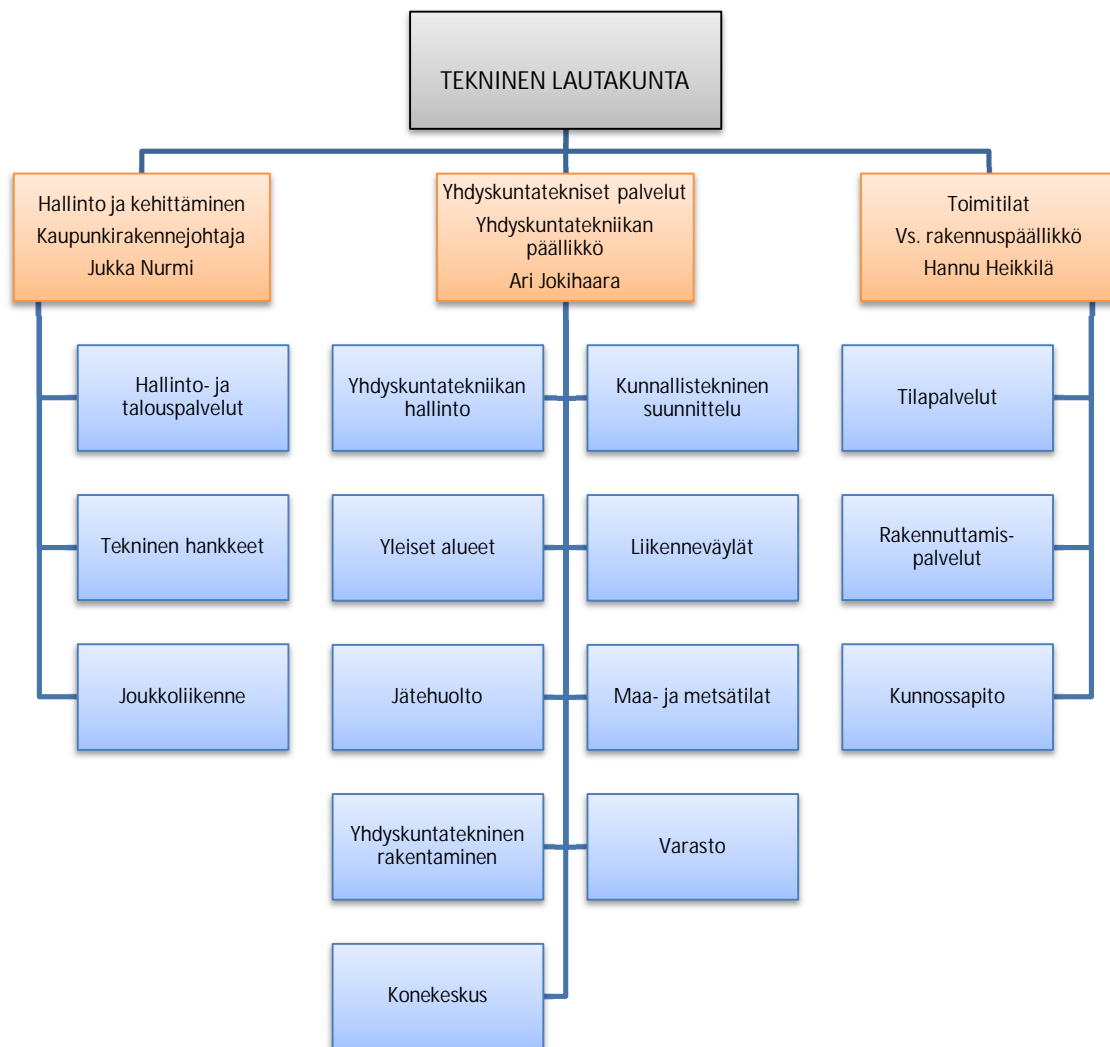 TEKNINEN LAUTAKUNTA
Hallinto ja kehittäminen
Kaupunkirakennejohtaja
Jukka Nurmi
Yhdyskuntatekniset palvelut
Yhdyskuntatekniikan
päällikkö
Ari Jokihaara
Toimitilat
Vs. rakennuspäällikkö
Hannu Heikkilä
Hallinto- ja
talouspalvelut
Yhdyskuntatekniikan
hallinto
Kunnallistekninen
suunnittelu
Tilapalvelut
Tekninen hankkeet
Yleiset alueet
Liikenneväylät
Rakennuttamis-
palvelut
Joukkoliikenne
Jätehuolto
Maa- ja metsätilat
Kunnossapito
Yhdyskuntatekninen
rakentaminen
Varasto
Konekeskus